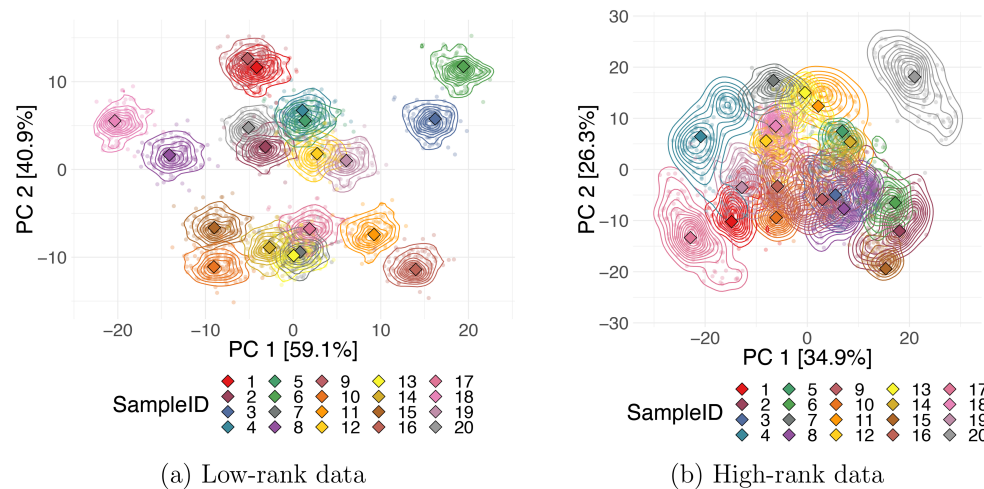 10
0
−10
PC 2 [40.9%]
−20
−10
0
10
20
PC 1 [59.1%]
SampleID
1 5 9 13 17
2 6 10 14 18
3 7 11 15 19
4 8 12 16 20
(a) Low-rank data
30
20
10
0
−10
−20
−30
PC 2 [26.3%]
−20
0
20
PC 1 [34.9%]
SampleID
1 5 9 13 17
2 6 10 14 18
3 7 11 15 19
4 8 12 16 20
(b) High-rank data